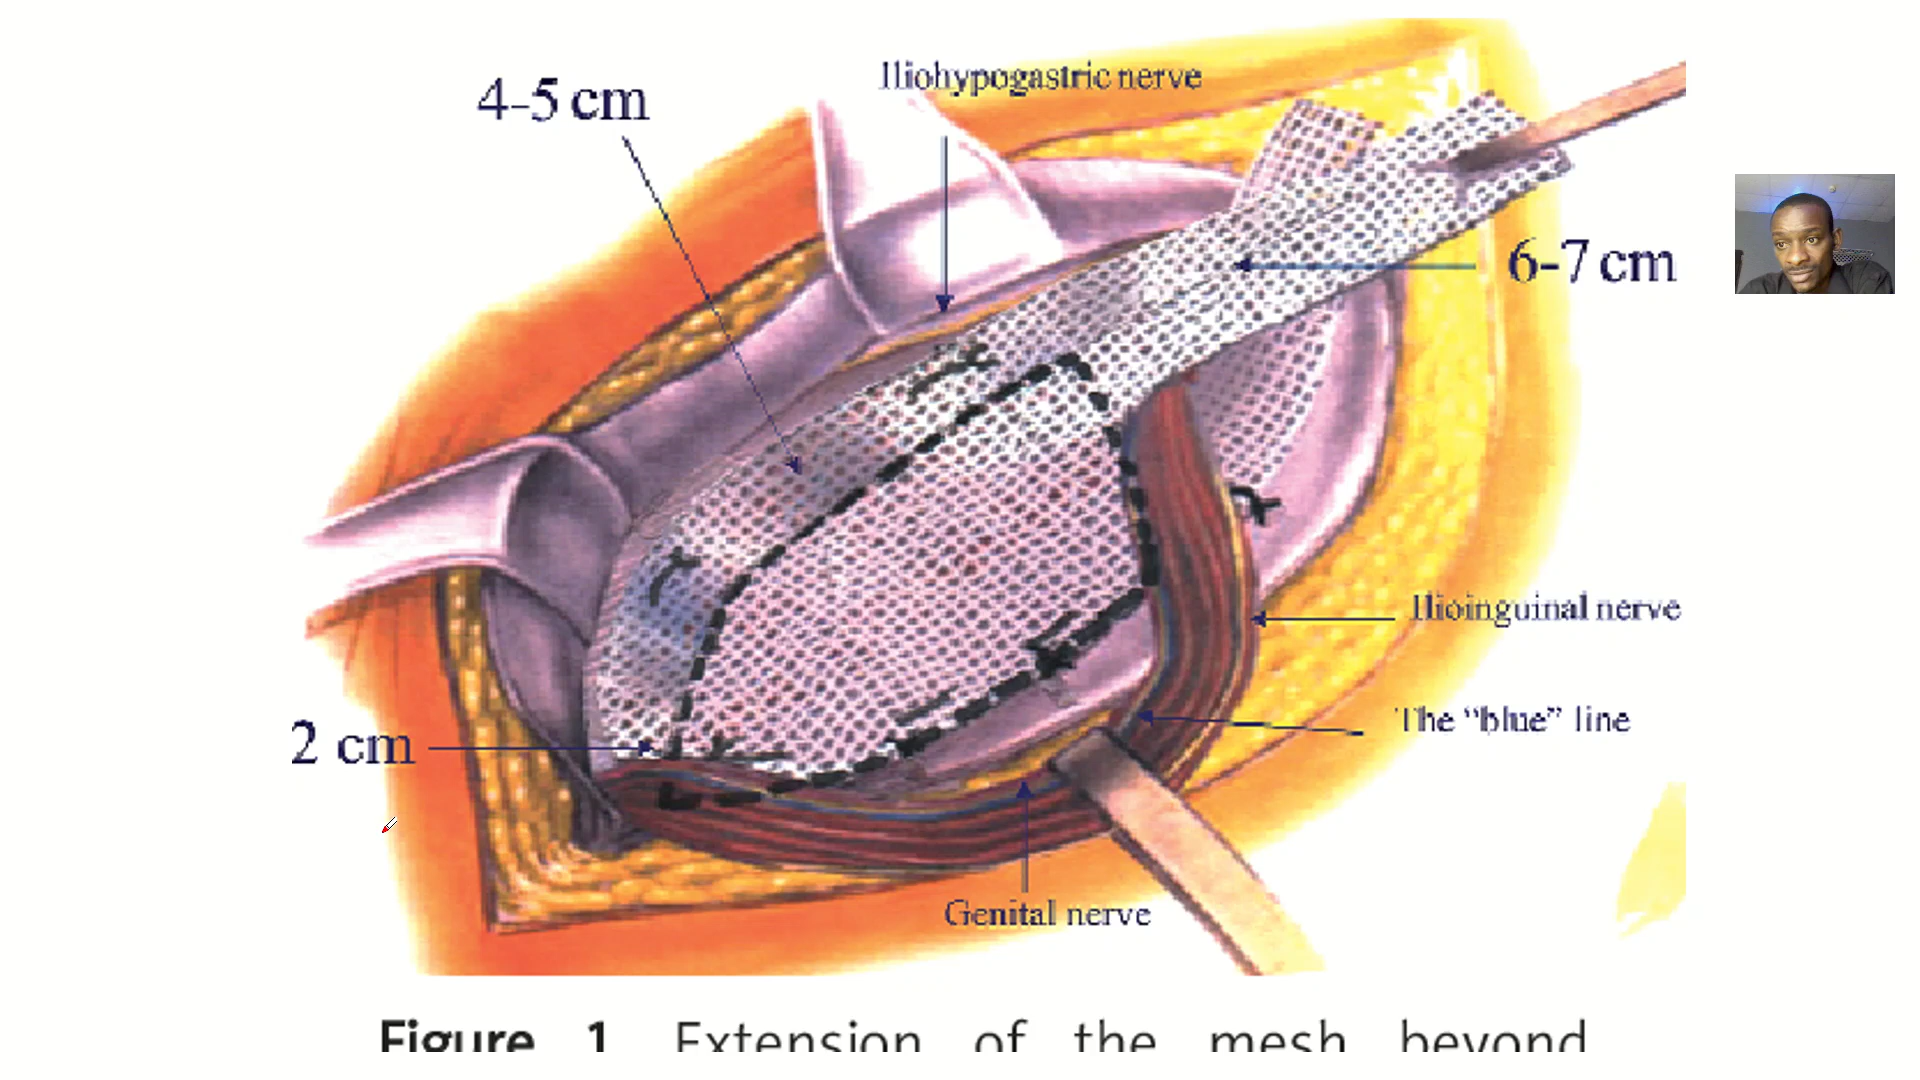 Iliohypogastric nerve
4-5 cm
6-7 cm
Ilioinguinal nerve
The “blue” line
2 cm
Genital nerve
Figure 1 Extension of the mesh beyond